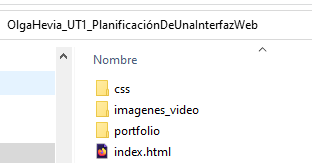 OlgaHevia_UT1_PlanificaciónDeUnaInterfazWeb
Nombre
css
imagenes_video
portfolio
index.html